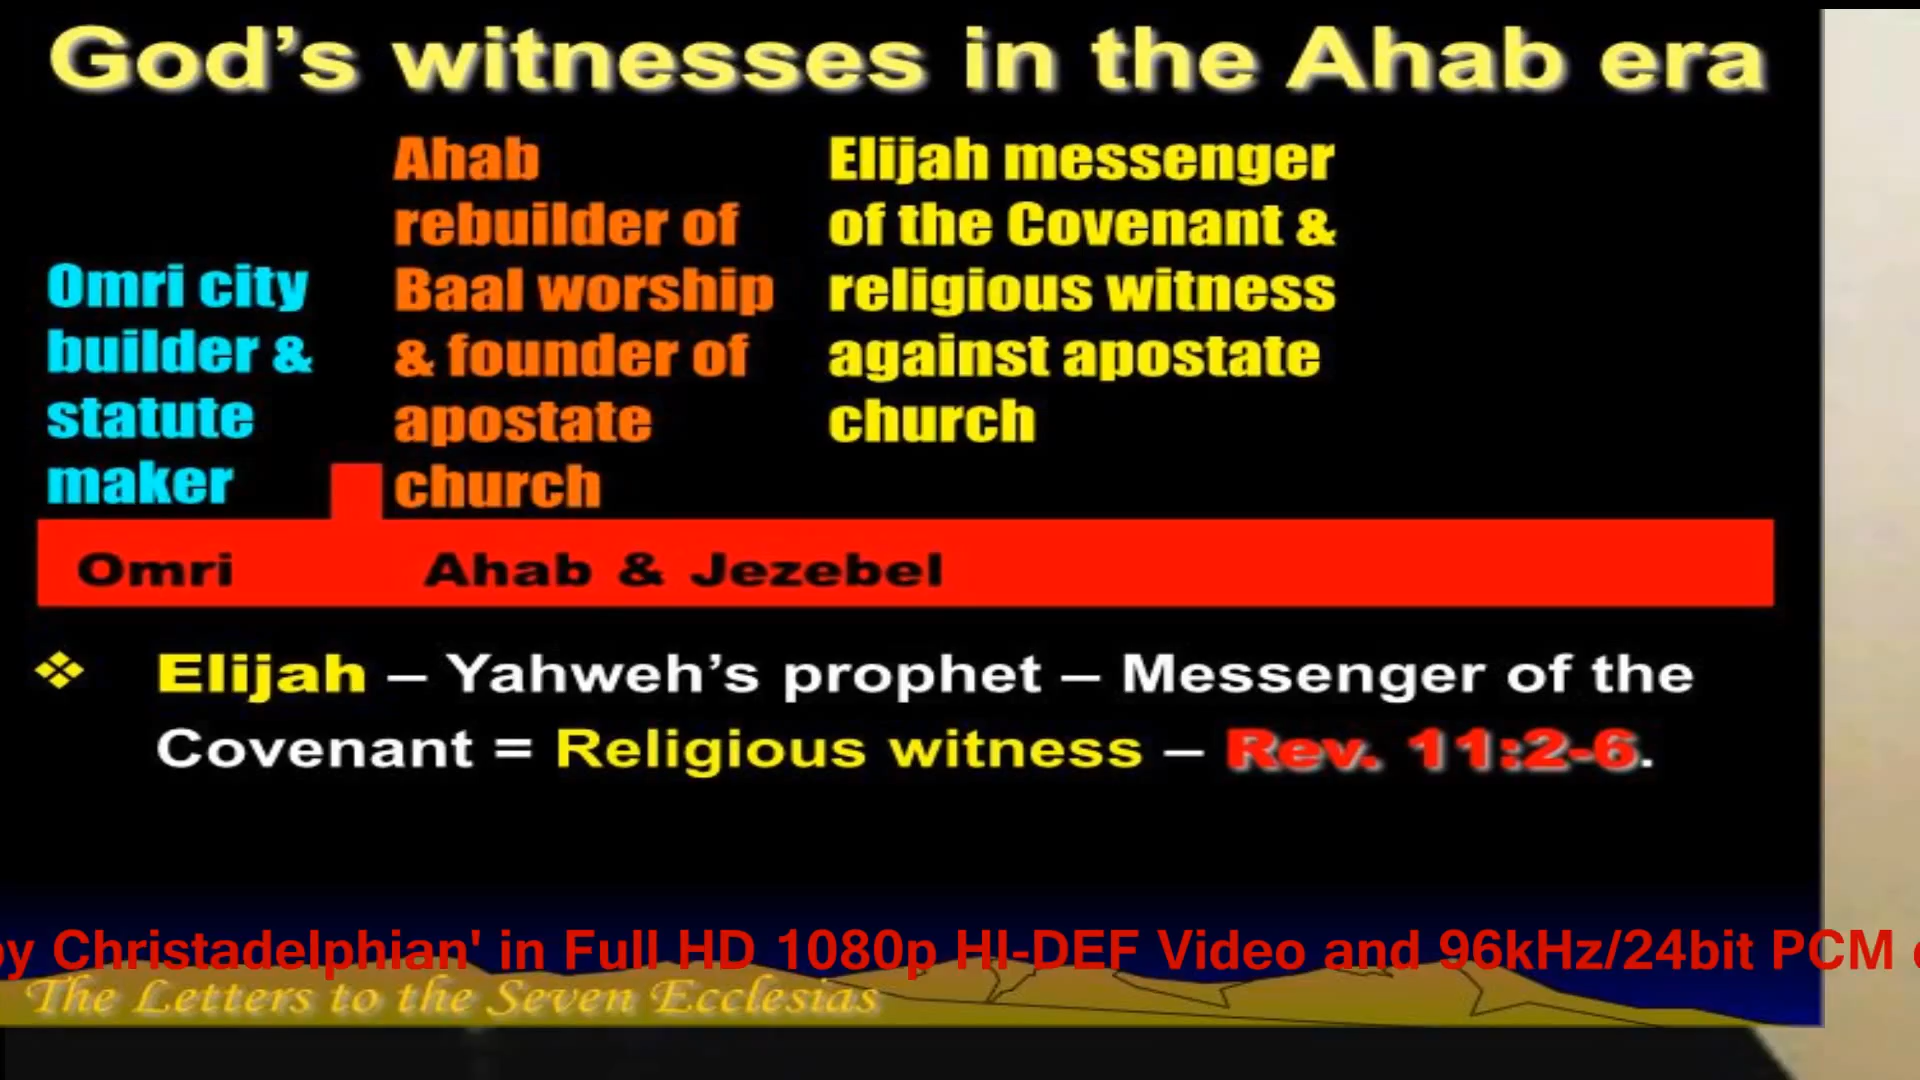 God's witnesses in the Ahab era
Omri city
builder &
statute
maker
Ahab
rebuilder of
Baal worship
& founder of
apostate
church
Elijah messenger
of the Covenant &
religious witness
against apostate
church
Omri
Ahab & Jezebel
Elijah – Yahweh's prophet – Messenger of the
Covenant = Religious witness – Rev. 11:2-6.
Christadelphian' in Full HD 1080p HI-DEF Video and 96kHz/24bit PCM
The Letters to the Seven Ecclesias